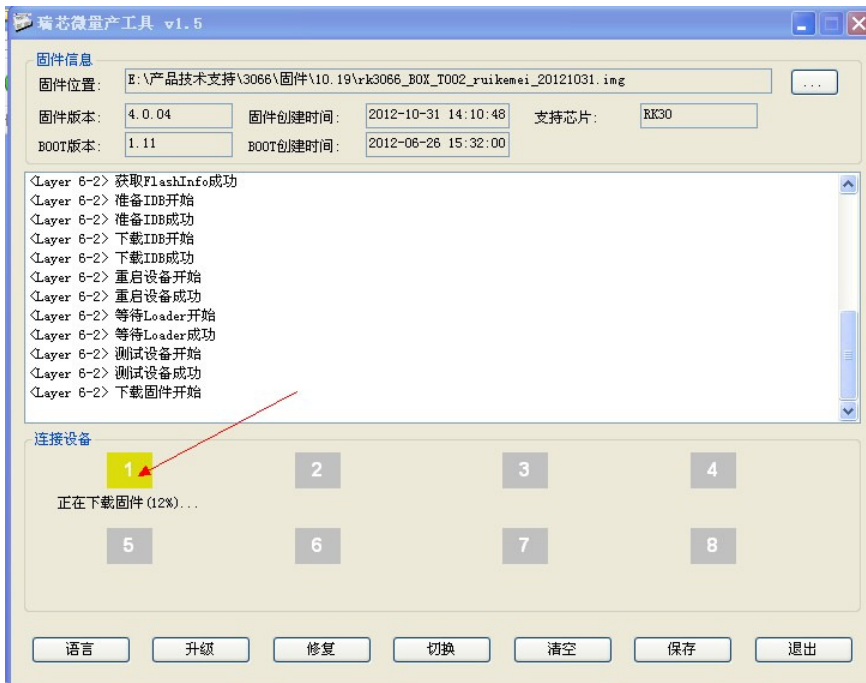 瑞芯微量产工具 v1.5
固件信息
固件位置: E:\产品技术支持\3066\固件\10.19\rk3066_BOX_T002_ruikemei_20121031.img ...
固件版本: 4.0.04 固件创建时间: 2012-10-31 14:10:48 支持芯片: RK30
BOOT版本: 1.11 BOOT创建时间: 2012-06-26 15:32:00
<Layer 6-2> 获取FlashInfo成功
<Layer 6-2> 准备IDB开始
<Layer 6-2> 准备IDB成功
<Layer 6-2> 下载IDB开始
<Layer 6-2> 下载IDB成功
<Layer 6-2> 重启设备开始
<Layer 6-2> 重启设备成功
<Layer 6-2> 等待Loader开始
<Layer 6-2> 等待Loader成功
<Layer 6-2> 测试设备开始
<Layer 6-2> 测试设备成功
<Layer 6-2> 下载固件开始
连接设备
1 2 3 4
正在下载固件(12%)...
5 6 7 8
语言 升级 修复 切换 清空 保存 退出